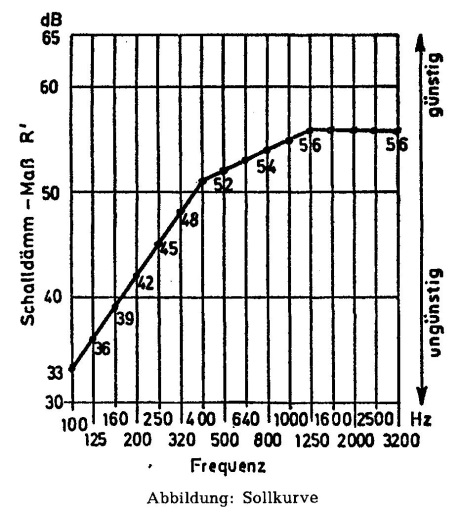 dB
65
60
50
40
33
30
Schalldämm-Maß R'
36
39
42
45
48
52
54
56
56
günstig
ungünstig
100 160 250 400 640 1000 1600 2500 Hz
125 200 320 500 800 1250 2000 3200
Frequenz
Abbildung: Sollkurve